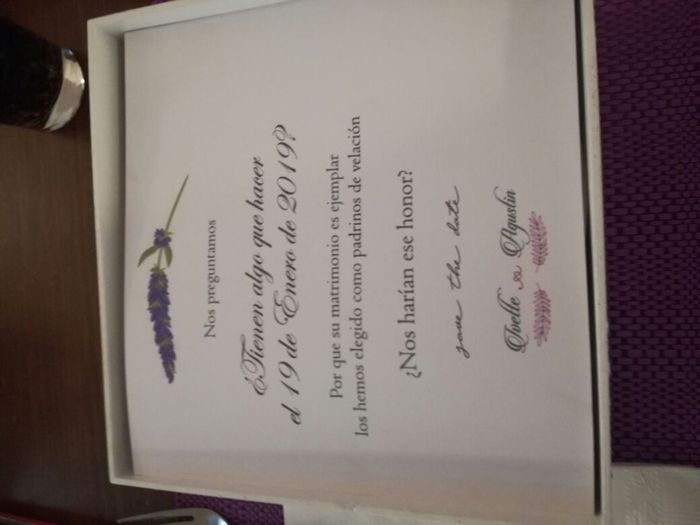 Nos preguntamos
¿Tienen algo que hacer
el 19 de Enero de 2019?
Por que su matrimonio es ejemplar
los hemos elegido como padrinos de velación
¿Nos harían ese honor?
save the date
Agustin